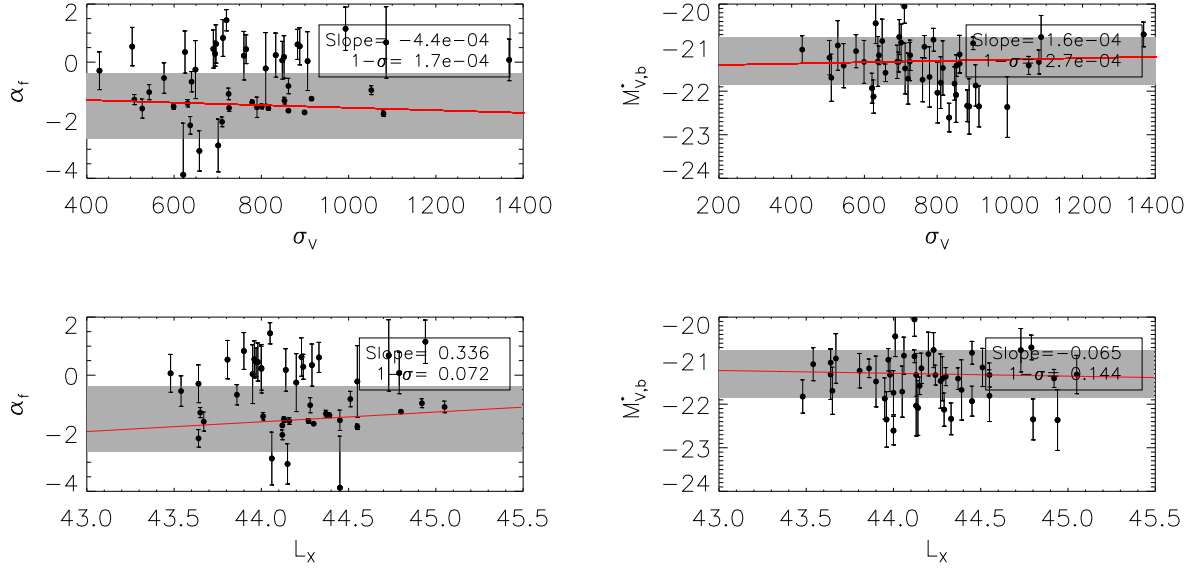 2
0
−2
−4
α_f
Slope= −4.4e−04
1−σ= 1.7e−04
400 600 800 1000 1200 1400
σ_V
−20
−21
−22
−23
−24
M*_V,b
Slope= 1.6e−04
1−σ= 2.7e−04
200 400 600 800 1000 1200 1400
σ_V
2
0
−2
−4
α_f
Slope= 0.336
1−σ= 0.072
43.0 43.5 44.0 44.5 45.0 45.5
L_X
−20
−21
−22
−23
−24
M*_V,b
Slope=−0.065
1−σ= 0.144
43.0 43.5 44.0 44.5 45.0 45.5
L_X